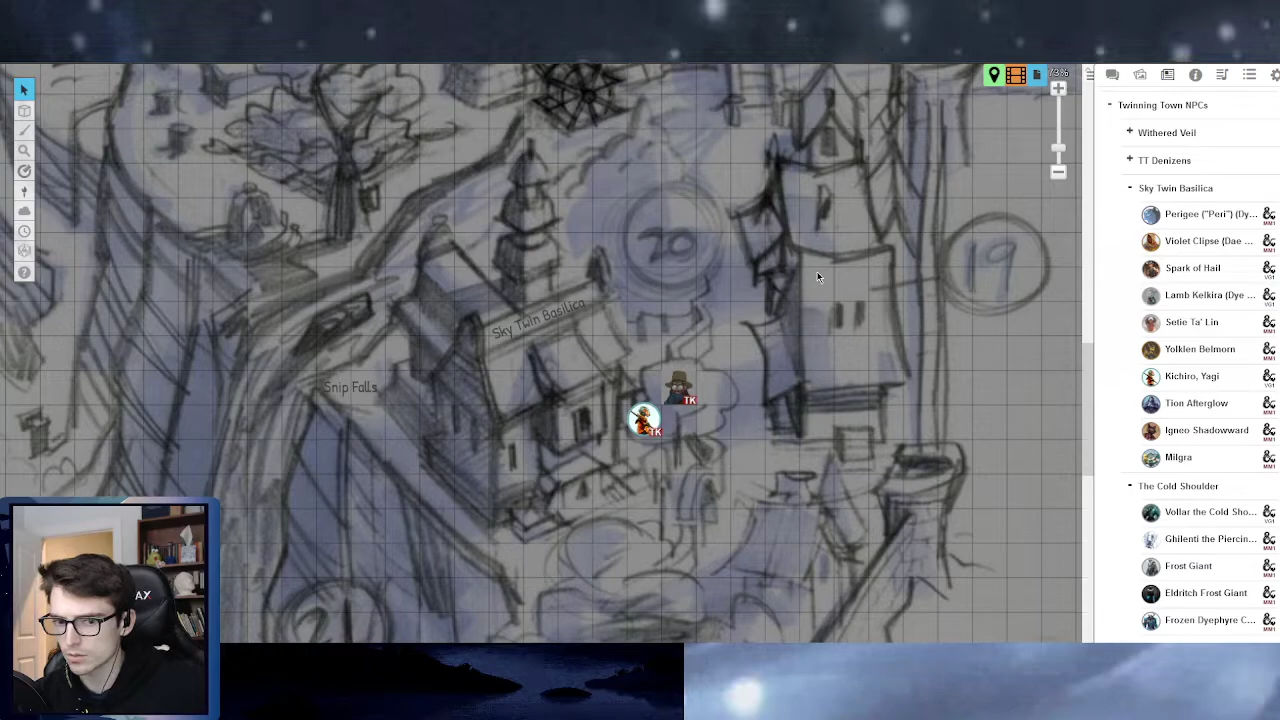 73%
Twinning Town NPCs
Withered Veil
TT Denizens
Sky Twin Basilica
Perigee ("Peri") (Dy...
Violet Clipse (Dae ...
Spark of Hail
Lamb Kelkira (Dye ...
Setie Ta' Lin
Yolklen Belmorn
Kichiro, Yagi
Tion Afterglow
Igneo Shadowward
Milgra
The Cold Shoulder
Vollar the Cold Sho...
Ghilenti the Piercin...
Frost Giant
Eldritch Frost Giant
Frozen Dyephyre C...
20
19
Sky Twin Basilica
Snip Falls
TK
TK
21
AX